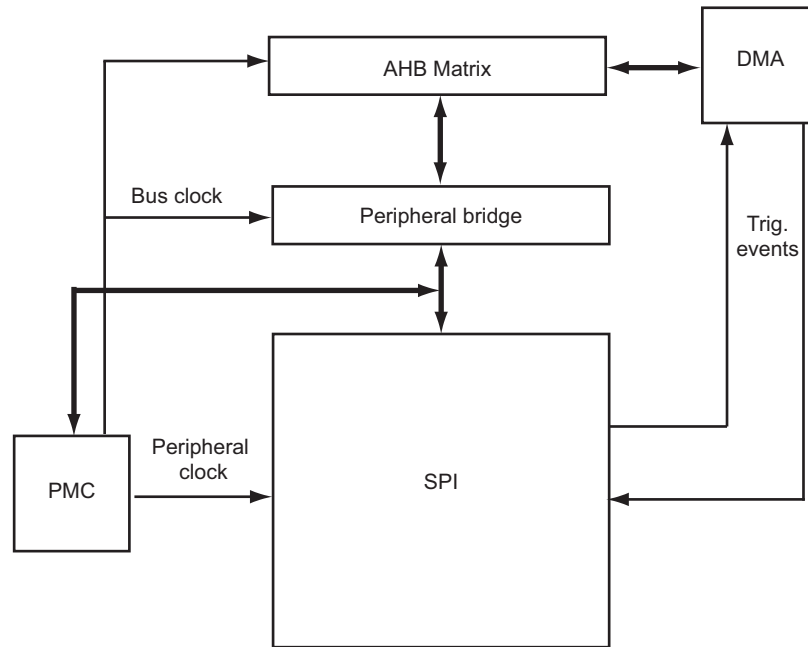 AHB Matrix
DMA
Bus clock
Peripheral bridge
Trig.
events
Peripheral
clock
PMC
SPI